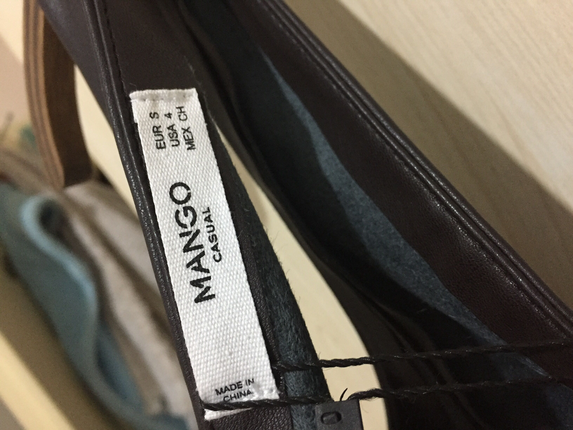 EUR S
USA 4
MEX CH
MANGO
CASUAL
MADE IN
CHINA